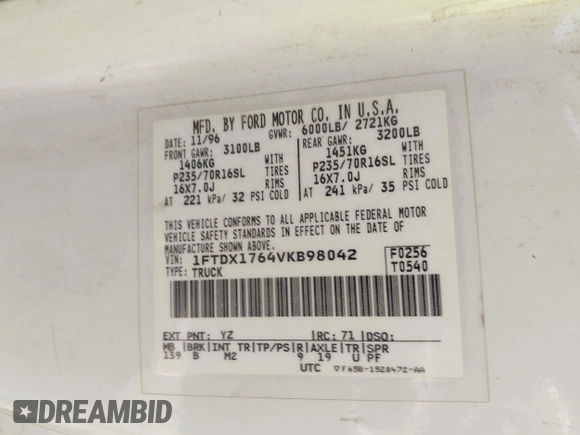 MFD. BY FORD MOTOR CO. IN U.S.A.
DATE: 11/96 GVWR: 6000LB/ 2721KG
FRONT GAWR: 3100LB REAR GAWR: 3200LB
1406KG WITH 1451KG WITH
P235/70R16SL TIRES P235/70R16SL TIRES
16X7.0J RIMS 16X7.0J RIMS
AT 221 kPa/ 32 PSI COLD AT 241 kPa/ 35 PSI COLD
THIS VEHICLE CONFORMS TO ALL APPLICABLE FEDERAL MOTOR
VEHICLE SAFETY STANDARDS IN EFFECT ON THE DATE OF
MANUFACTURE SHOWN ABOVE.
VIN: 1FTDX1764VKB98042 F0256
TYPE: TRUCK T0540
EXT PNT: YZ RC: 71 DSO:
WB BRK INT TR TP/PS R AXLE TR SPR
139 B M2 9 19 U PF
UTC ▽F65B-1520472-AA
DREAMBID